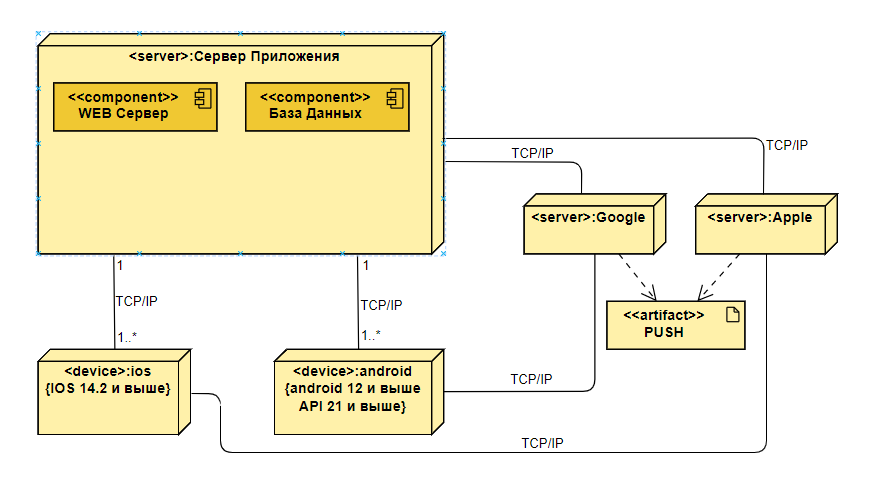 <server>:Сервер Приложения
<<component>>
WEB Сервер
<<component>>
База Данных
TCP/IP
TCP/IP
<server>:Google
<server>:Apple
1
1
TCP/IP
TCP/IP
1..*
1..*
<<artifact>>
PUSH
<device>:ios
{IOS 14.2 и выше}
<device>:android
{android 12 и выше
API 21 и выше}
TCP/IP
TCP/IP